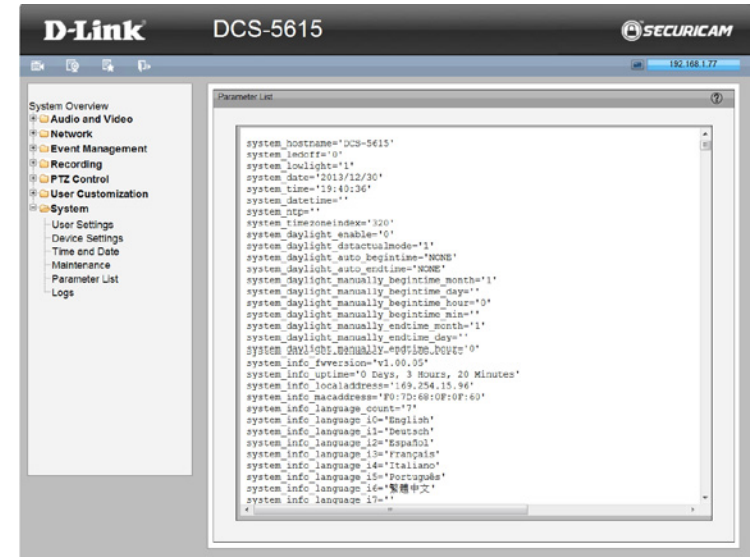 D-Link
DCS-5615
SECURICAM
192.168.1.77
System Overview
Audio and Video
Network
Event Management
Recording
PTZ Control
User Customization
System
User Settings
Device Settings
Time and Date
Maintenance
Parameter List
Logs
Parameter List
system_hostname='DCS-5615'
system_ledoff='0'
system_lowlight='1'
system_date='2013/12/30'
system_time='19:40:36'
system_datetime=''
system_ntp=''
system_timezoneindex='320'
system_daylight_enable='0'
system_daylight_dstactualmode='1'
system_daylight_auto_begintime='NONE'
system_daylight_auto_endtime='NONE'
system_daylight_manually_begintime_month='1'
system_daylight_manually_begintime_day=''
system_daylight_manually_begintime_hour='0'
system_daylight_manually_begintime_min=''
system_daylight_manually_endtime_month='1'
system_daylight_manually_endtime_day=''
system_daylight_manually_endtime_hour='0'
system_info_fwversion='v1.00.05'
system_info_uptime='0 Days, 3 Hours, 20 Minutes'
system_info_localaddress='169.254.15.96'
system_info_macaddress='F0:7D:68:0F:0F:60'
system_info_language_count='7'
system_info_language_i0='English'
system_info_language_i1='Deutsch'
system_info_language_i2='Español'
system_info_language_i3='Français'
system_info_language_i4='Italiano'
system_info_language_i5='Português'
system_info_language_i6='繁體中文'
system_info_language_i7=''